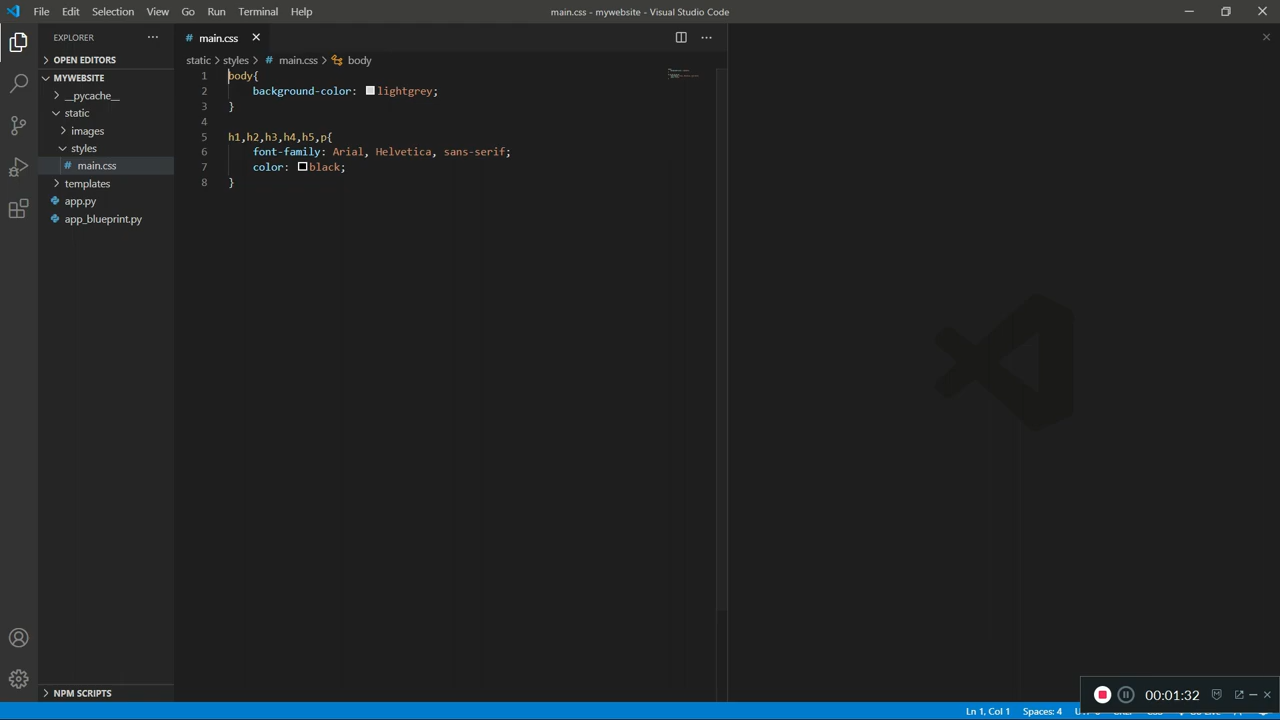 File Edit Selection View Go Run Terminal Help main.css - mywebsite - Visual Studio Code
EXPLORER
main.css
OPEN EDITORS
static styles # main.css body
MYWEBSITE
__pycache__
static
images
styles
# main.css
templates
app.py
app_blueprint.py
1 body{
2 background-color: lightgrey;
3 }
4
5 h1,h2,h3,h4,h5,p{
6 font-family: Arial, Helvetica, sans-serif;
7 color: black;
8 }
NPM SCRIPTS
00:01:32
Ln 1, Col 1 Spaces: 4